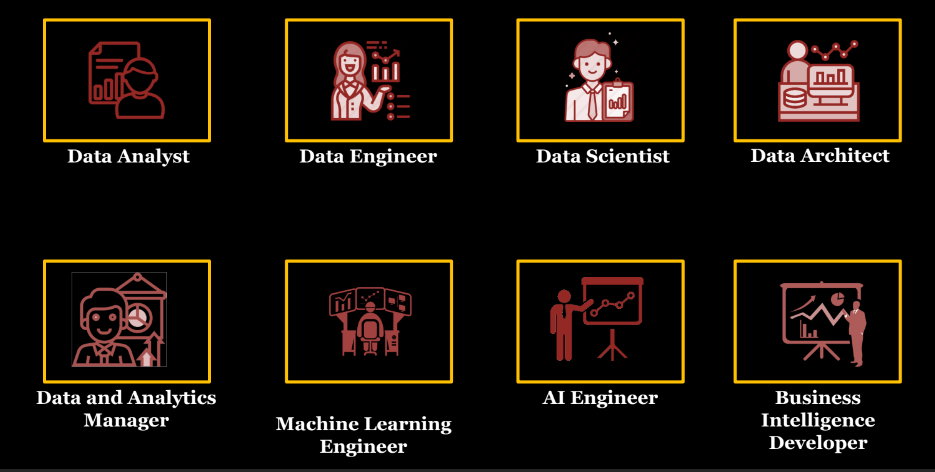 Data Analyst
Data Engineer
Data Scientist
Data Architect
Data and Analytics
Manager
Machine Learning
Engineer
AI Engineer
Business
Intelligence
Developer